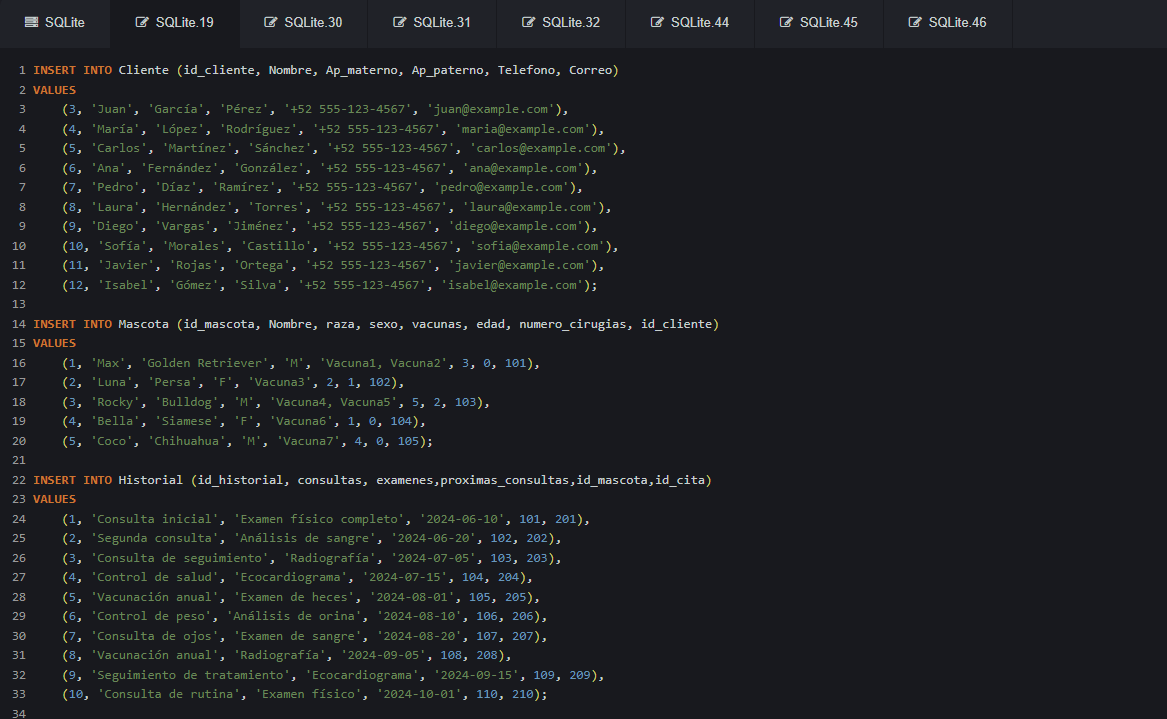 SQLite SQLite.19 SQLite.30 SQLite.31 SQLite.32 SQLite.44 SQLite.45 SQLite.46
1 INSERT INTO Cliente (id_cliente, Nombre, Ap_materno, Ap_paterno, Telefono, Correo)
2 VALUES
3 (3, 'Juan', 'García', 'Pérez', '+52 555-123-4567', 'juan@example.com'),
4 (4, 'María', 'López', 'Rodríguez', '+52 555-123-4567', 'maria@example.com'),
5 (5, 'Carlos', 'Martínez', 'Sánchez', '+52 555-123-4567', 'carlos@example.com'),
6 (6, 'Ana', 'Fernández', 'González', '+52 555-123-4567', 'ana@example.com'),
7 (7, 'Pedro', 'Díaz', 'Ramírez', '+52 555-123-4567', 'pedro@example.com'),
8 (8, 'Laura', 'Hernández', 'Torres', '+52 555-123-4567', 'laura@example.com'),
9 (9, 'Diego', 'Vargas', 'Jiménez', '+52 555-123-4567', 'diego@example.com'),
10 (10, 'Sofía', 'Morales', 'Castillo', '+52 555-123-4567', 'sofia@example.com'),
11 (11, 'Javier', 'Rojas', 'Ortega', '+52 555-123-4567', 'javier@example.com'),
12 (12, 'Isabel', 'Gómez', 'Silva', '+52 555-123-4567', 'isabel@example.com');
13
14 INSERT INTO Mascota (id_mascota, Nombre, raza, sexo, vacunas, edad, numero_cirugias, id_cliente)
15 VALUES
16 (1, 'Max', 'Golden Retriever', 'M', 'Vacuna1, Vacuna2', 3, 0, 101),
17 (2, 'Luna', 'Persa', 'F', 'Vacuna3', 2, 1, 102),
18 (3, 'Rocky', 'Bulldog', 'M', 'Vacuna4, Vacuna5', 5, 2, 103),
19 (4, 'Bella', 'Siamese', 'F', 'Vacuna6', 1, 0, 104),
20 (5, 'Coco', 'Chihuahua', 'M', 'Vacuna7', 4, 0, 105);
21
22 INSERT INTO Historial (id_historial, consultas, examenes,proximas_consultas,id_mascota,id_cita)
23 VALUES
24 (1, 'Consulta inicial', 'Examen físico completo', '2024-06-10', 101, 201),
25 (2, 'Segunda consulta', 'Análisis de sangre', '2024-06-20', 102, 202),
26 (3, 'Consulta de seguimiento', 'Radiografía', '2024-07-05', 103, 203),
27 (4, 'Control de salud', 'Ecocardiograma', '2024-07-15', 104, 204),
28 (5, 'Vacunación anual', 'Examen de heces', '2024-08-01', 105, 205),
29 (6, 'Control de peso', 'Análisis de orina', '2024-08-10', 106, 206),
30 (7, 'Consulta de ojos', 'Examen de sangre', '2024-08-20', 107, 207),
31 (8, 'Vacunación anual', 'Radiografía', '2024-09-05', 108, 208),
32 (9, 'Seguimiento de tratamiento', 'Ecocardiograma', '2024-09-15', 109, 209),
33 (10, 'Consulta de rutina', 'Examen físico', '2024-10-01', 110, 210);
34